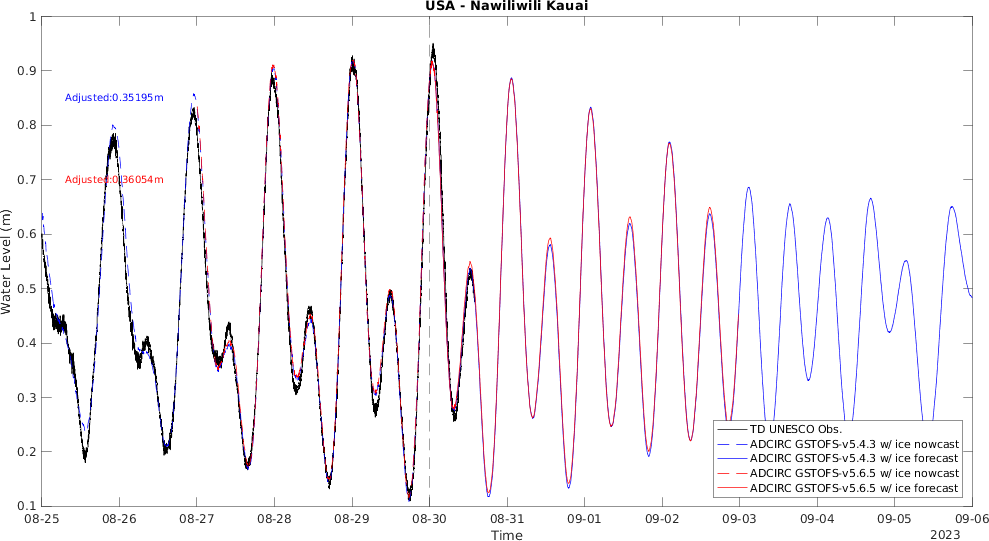 USA - Nawiliwili Kauai
1
0.9
0.8
0.7
0.6
0.5
0.4
0.3
0.2
0.1
Water Level (m)
Adjusted:0.35195m
Adjusted:0.36054m
TD UNESCO Obs.
ADCIRC GSTOFS-v5.4.3 w/ ice nowcast
ADCIRC GSTOFS-v5.4.3 w/ ice forecast
ADCIRC GSTOFS-v5.6.5 w/ ice nowcast
ADCIRC GSTOFS-v5.6.5 w/ ice forecast
08-25 08-26 08-27 08-28 08-29 08-30 08-31 09-01 09-02 09-03 09-04 09-05 09-06
Time
2023